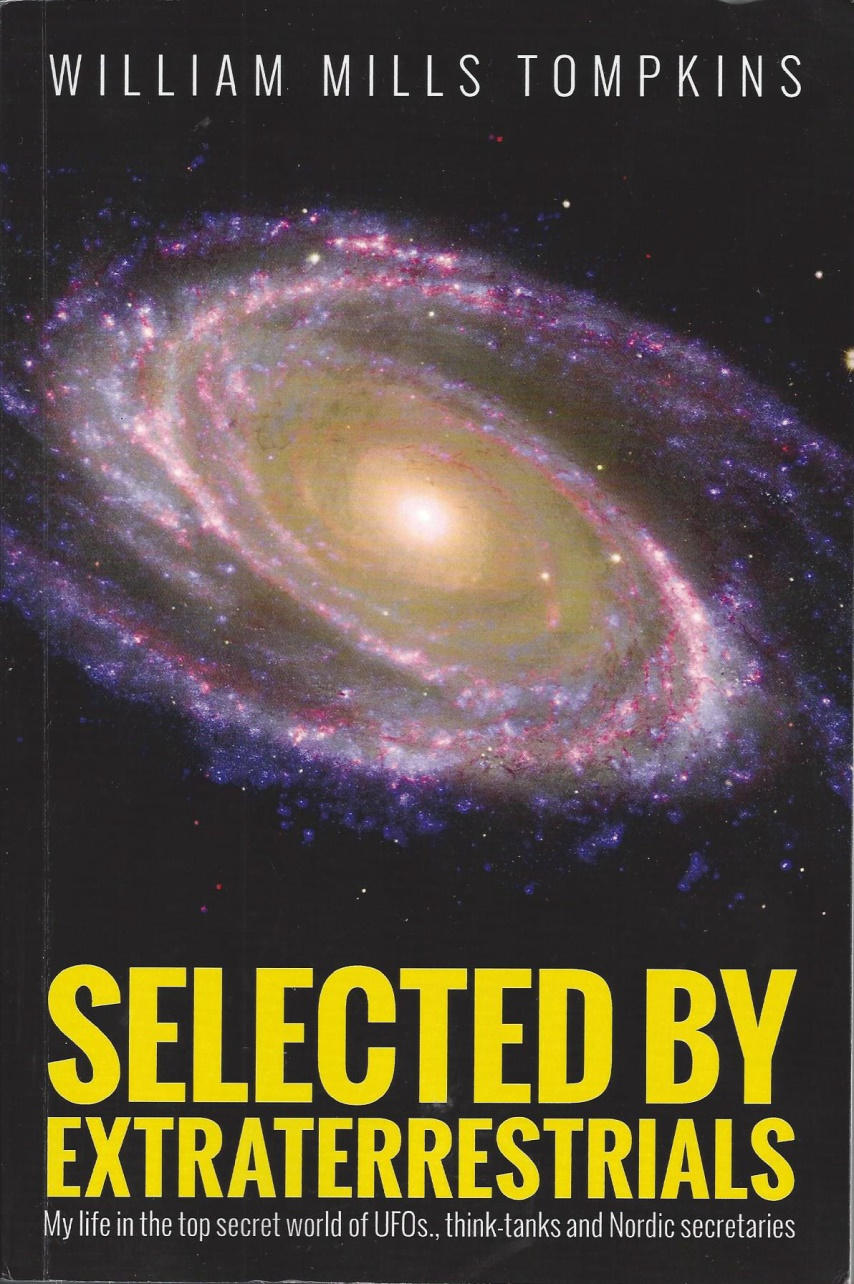 WILLIAM MILLS TOMPKINS
SELECTED BY
EXTRATERRESTRIALS
My life in the top secret world of UFOs., think-tanks and Nordic secretaries